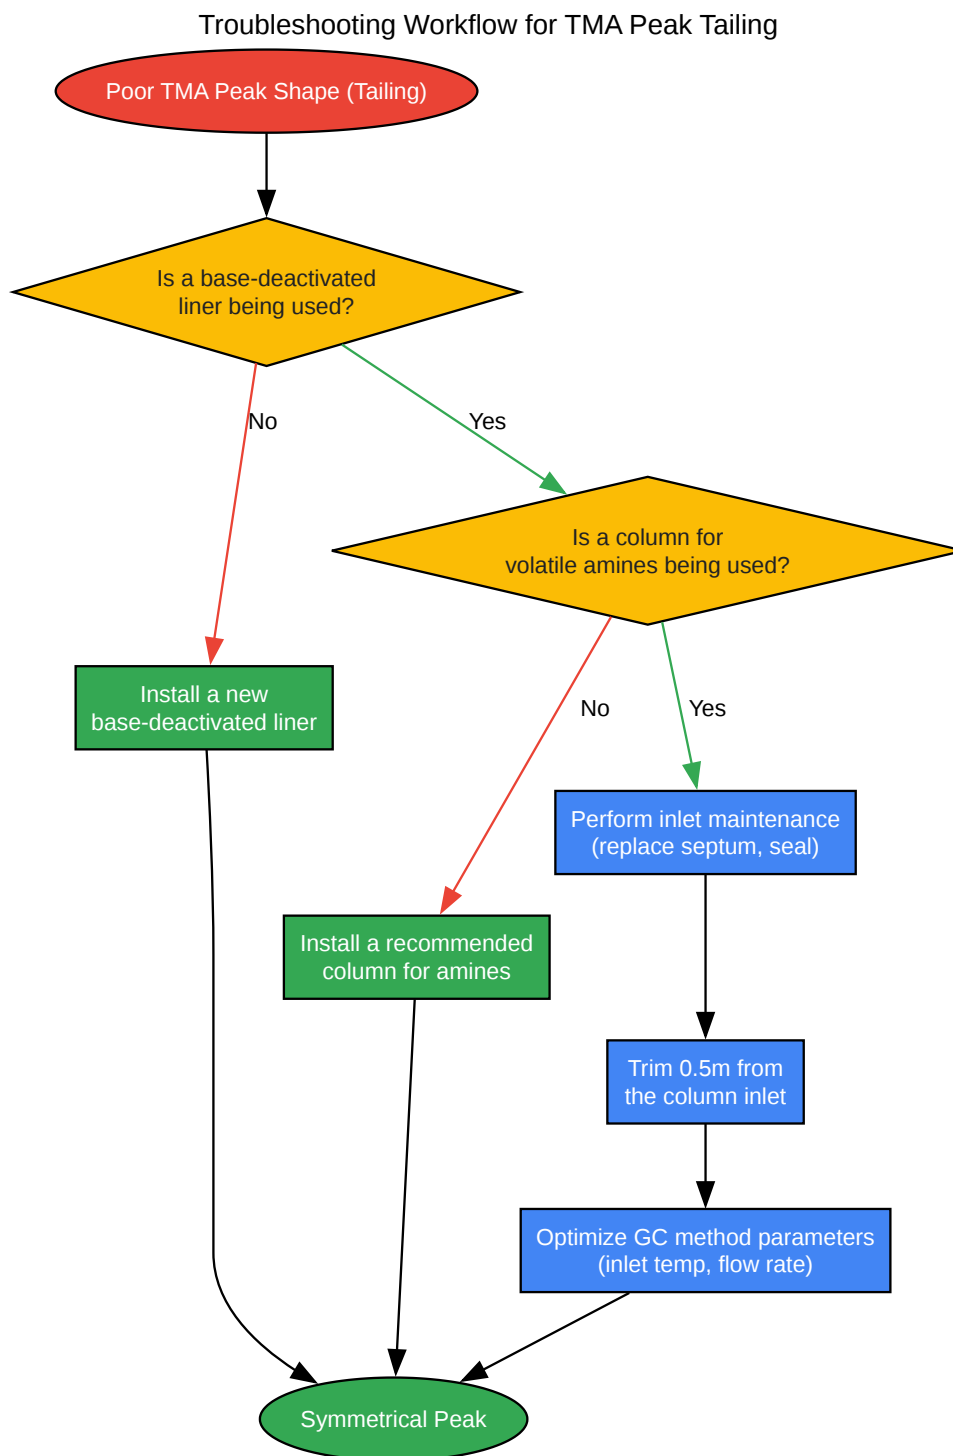 Troubleshooting Workflow for TMA Peak Tailing
Poor TMA Peak Shape (Tailing)
Is a base-deactivated
liner being used?
No
Yes
Is a column for
volatile amines being used?
Install a new
base-deactivated liner
No
Yes
Perform inlet maintenance
(replace septum, seal)
Install a recommended
column for amines
Trim 0.5m from
the column inlet
Optimize GC method parameters
(inlet temp, flow rate)
Symmetrical Peak